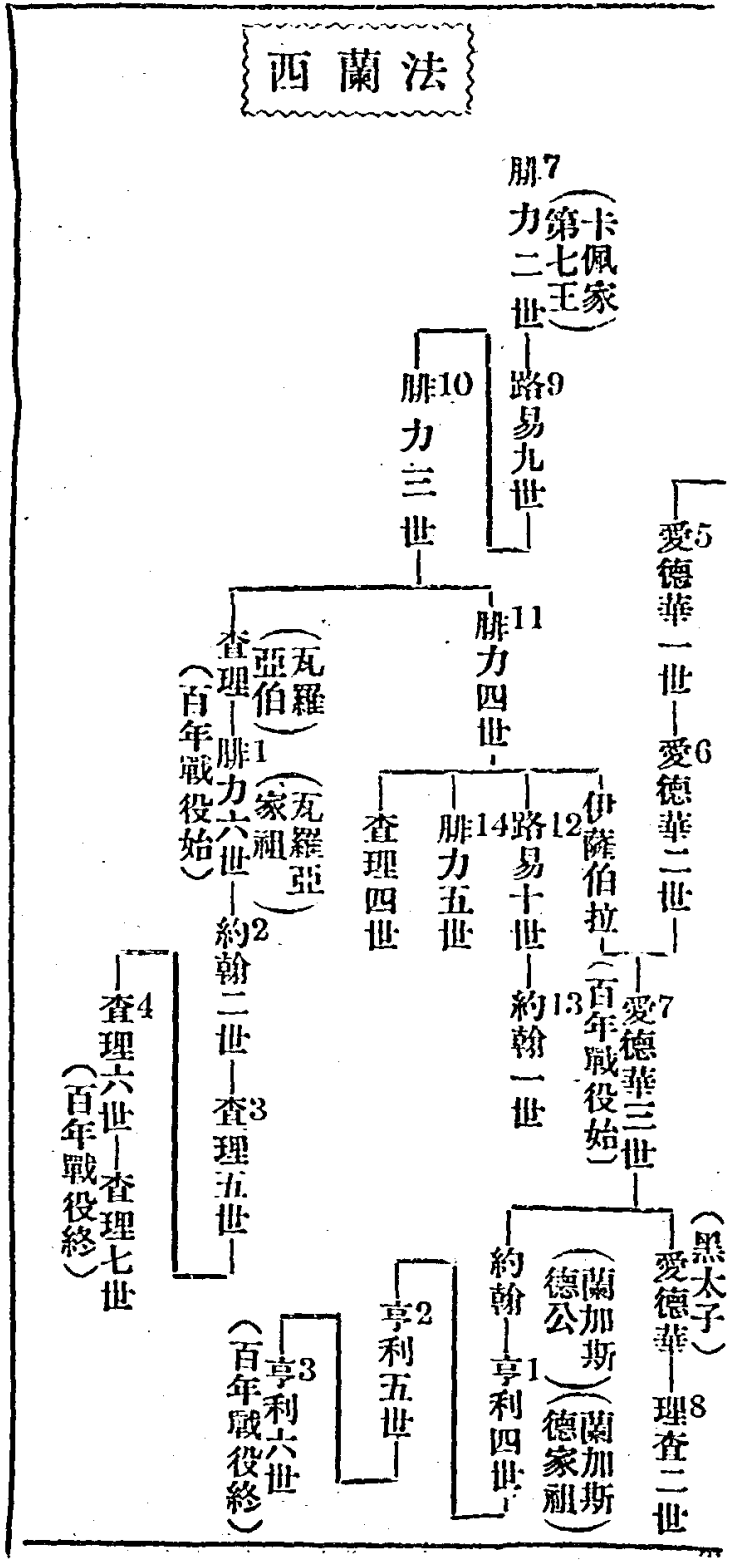 法蘭西
7
腓力二世
(卡佩家
第七王)
9
路易九世
10
腓力三世
5
愛德華一世
6
愛德華二世
11
腓力四世
查理
(瓦羅
亞伯)
1
腓力六世
(瓦羅亞
家祖)
(百年戰役始)
伊薩伯拉
12
路易十世
14
腓力五世
查理四世
13
約翰一世
7
愛德華三世
(百年戰役始)
2
約翰二世
3
查理五世
4
查理六世
查理七世
(百年戰役終)
(黑太子)
愛德華
8
理查二世
約翰
(蘭加斯
德公)
1
亨利四世
(蘭加斯
德家祖)
2
亨利五世
3
亨利六世
(百年戰役終)